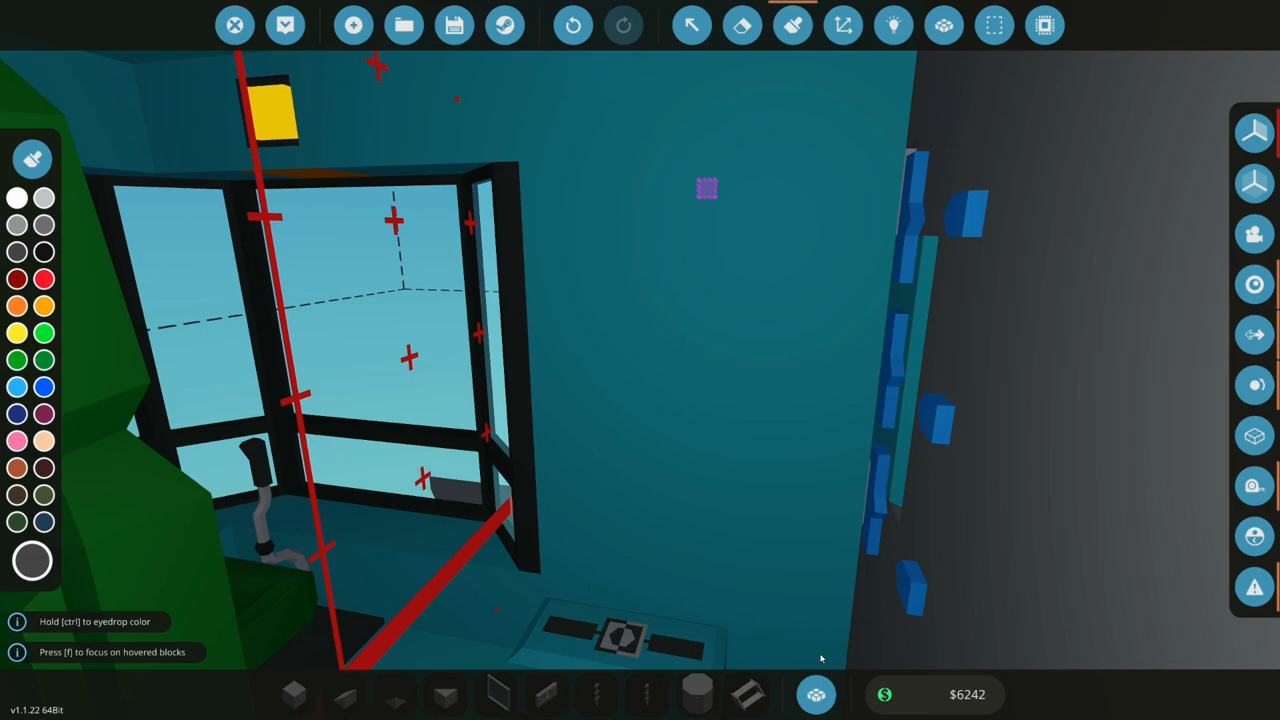 Hold [ctrl] to eyedrop color
Press [f] to focus on hovered blocks
$ $6242
v1.1.22 64Bit